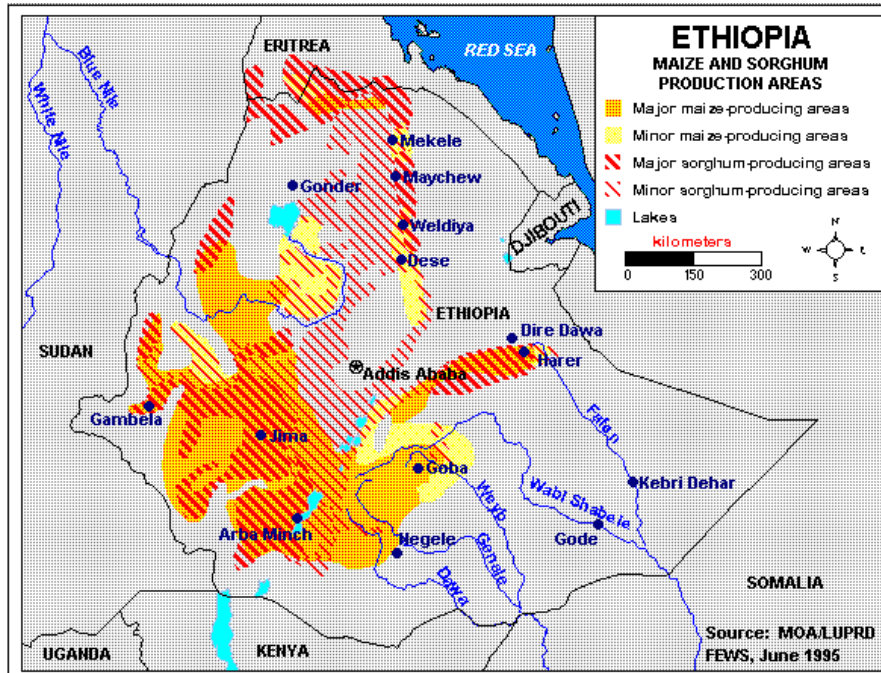 ETHIOPIA
MAIZE AND SORGHUM
PRODUCTION AREAS
Major maize-producing areas
Minor maize-producing areas
Major sorghum-producing areas
Minor sorghum-producing areas
Lakes
kilometers
0 150 300
N
W E
S
RED SEA
ERITREA
Blue Nile
White Nile
Mekele
Maychew
Gonder
DJIBOUTI
Weldiya
Dese
ETHIOPIA
Dire Dawa
SUDAN
Harer
Addis Ababa
Gambela
Fafen
Jima
Goba
Kebri Dehar
Weyb
Wabi Shabele
Arba Minch
Gode
Negele
Genale
Dawa
SOMALIA
Source: MOA/LUPRD
FEWS, June 1995
UGANDA
KENYA